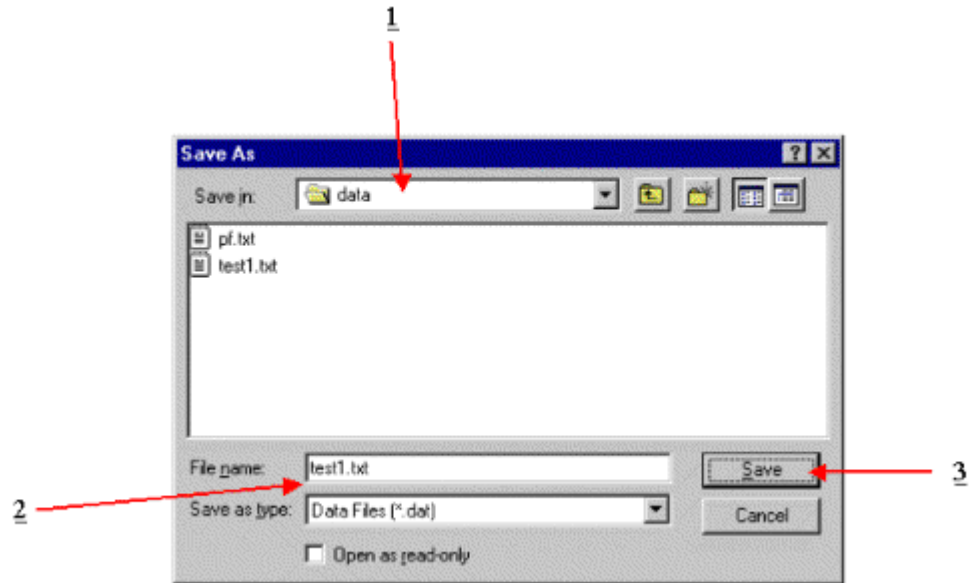 1
Save As
Save in: data
pf.txt
test1.txt
File name: test1.txt Save 3
2 Save as type: Data Files (*.dat) Cancel
Open as read-only